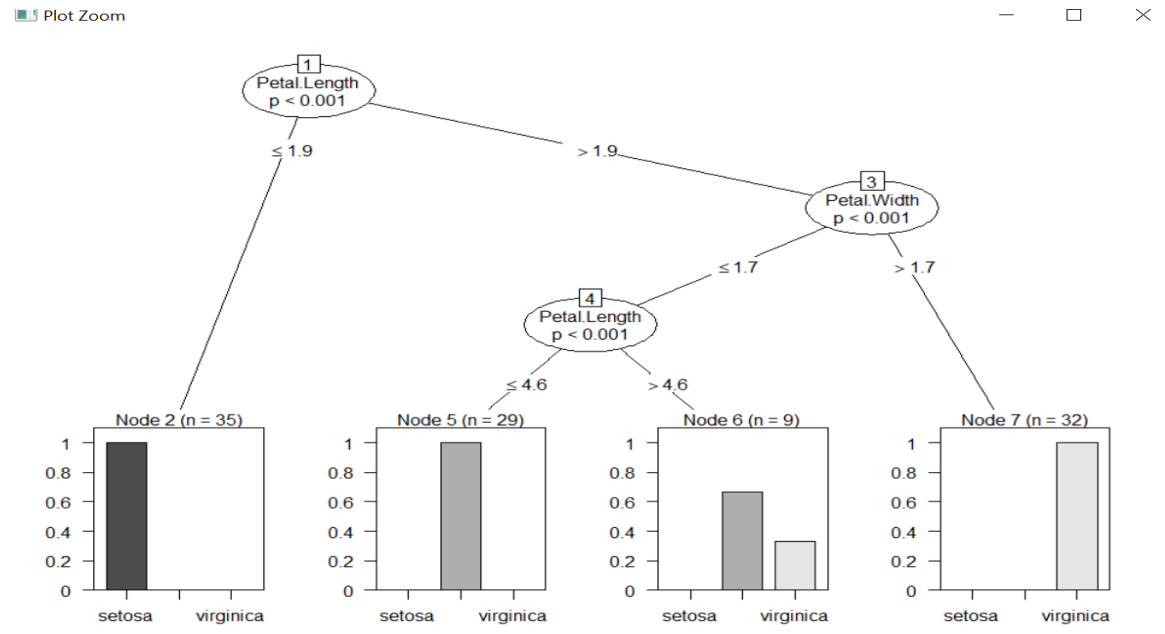 Plot Zoom
1
Petal.Length
p < 0.001
≤ 1.9
> 1.9
3
Petal.Width
p < 0.001
≤ 1.7
> 1.7
4
Petal.Length
p < 0.001
≤ 4.6
> 4.6
Node 2 (n = 35)
1
0.8
0.6
0.4
0.2
0
setosa virginica
Node 5 (n = 29)
1
0.8
0.6
0.4
0.2
0
setosa virginica
Node 6 (n = 9)
1
0.8
0.6
0.4
0.2
0
setosa virginica
Node 7 (n = 32)
1
0.8
0.6
0.4
0.2
0
setosa virginica